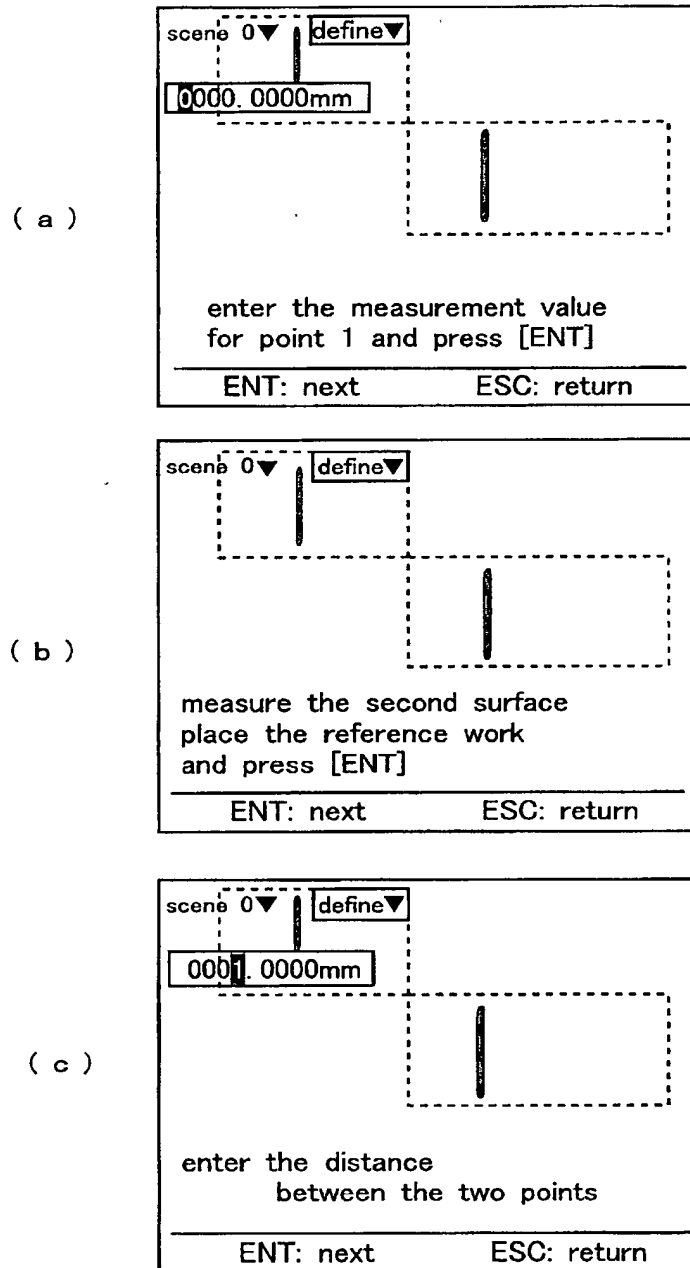 scene 0▼ define▼
0000. 0000mm
( a )
enter the measurement value
for point 1 and press [ENT]
ENT: next ESC: return
scene 0▼ define▼
( b )
measure the second surface
place the reference work
and press [ENT]
ENT: next ESC: return
scene 0▼ define▼
0001. 0000mm
( c )
enter the distance
between the two points
ENT: next ESC: return